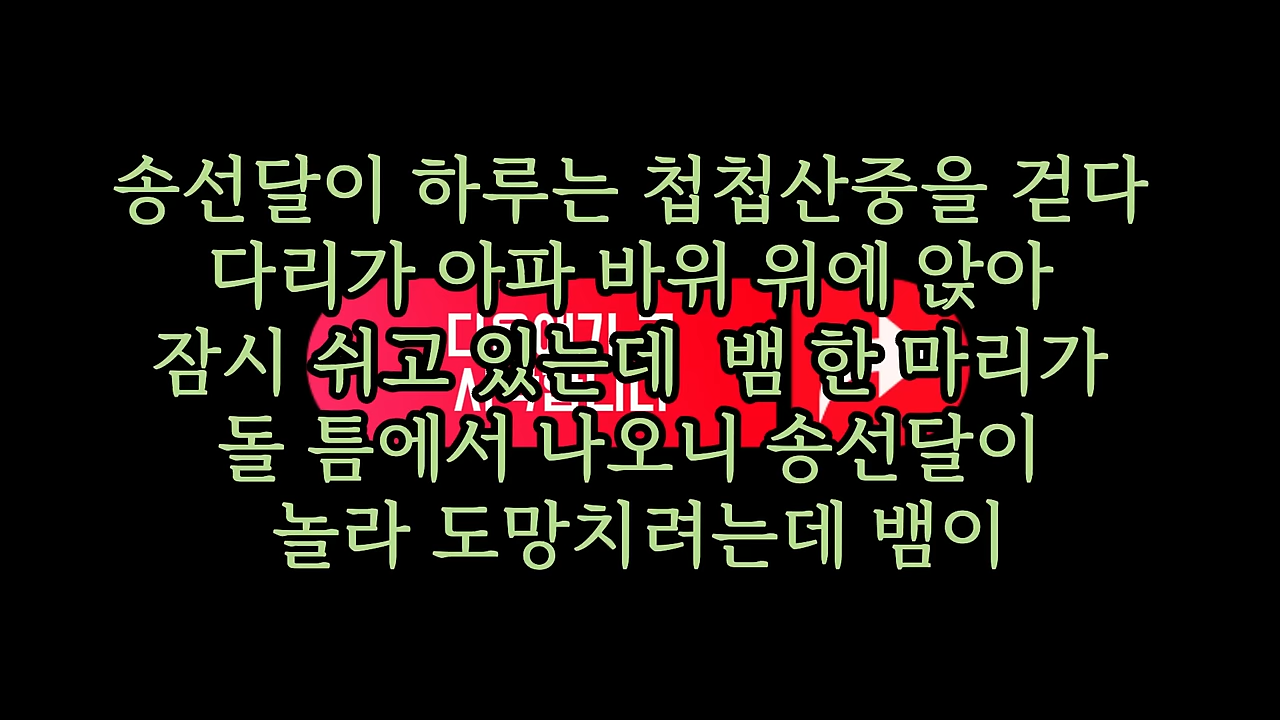 송선달이 하루는 첩첩산중을 걷다
다리가 아파 바위 위에 앉아
잠시 쉬고 있는데 뱀 한 마리가
돌 틈에서 나오니 송선달이
놀라 도망치려는데 뱀이